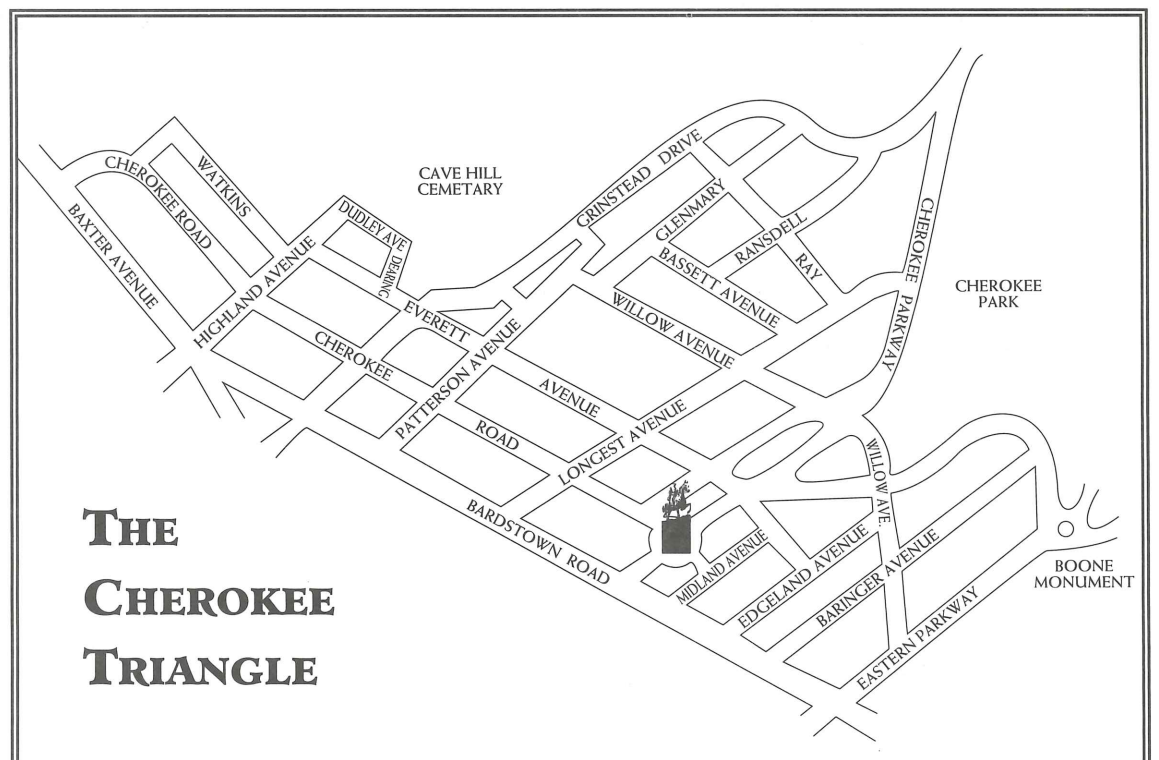 CHEROKEE ROAD
WATKINS
BAXTER AVENUE
HIGHLAND AVENUE
DUDLEY AVE
DEARING
CAVE HILL
CEMETARY
EVERETT
AVENUE
CHEROKEE
ROAD
PATTERSON AVENUE
GRINSTEAD DRIVE
GLENMARY
RANSDELL
RAY
BASSETT AVENUE
WILLOW AVENUE
CHEROKEE PARKWAY
CHEROKEE
PARK
LONGEST AVENUE
BARDSTOWN ROAD
WILLOW AVE.
MIDLAND AVENUE
EDGELAND AVENUE
BARINGER AVENUE
EASTERN PARKWAY
BOONE
MONUMENT
THE
CHEROKEE
TRIANGLE